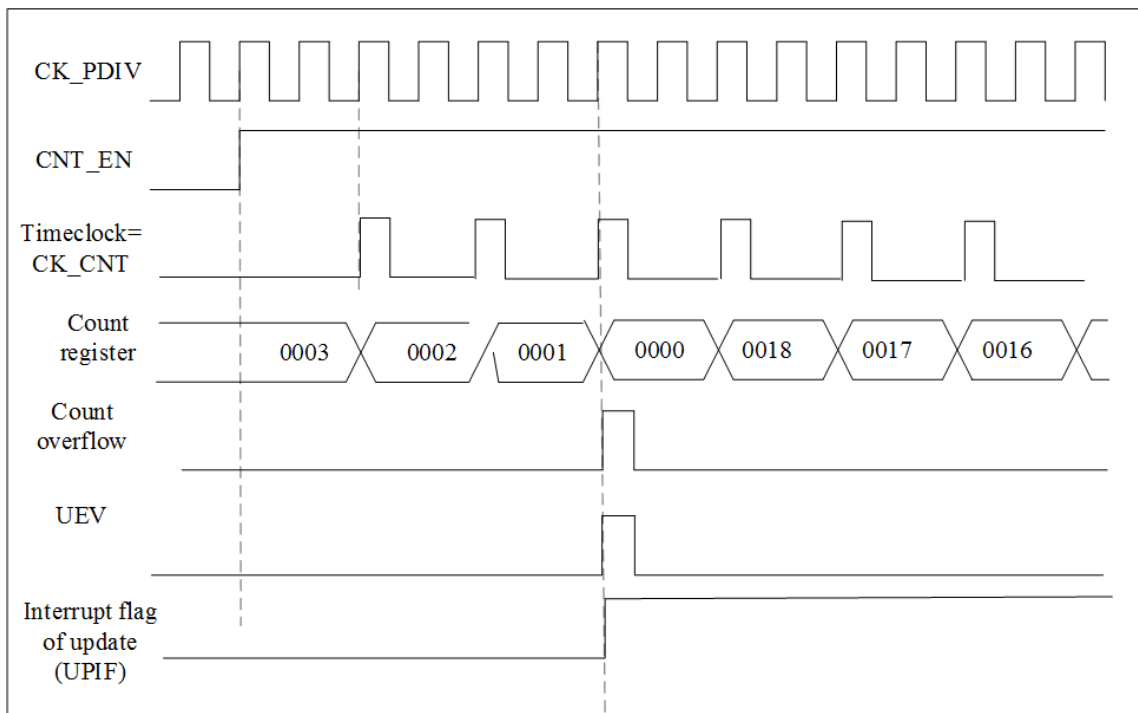 CK_PDIV
CNT_EN
Timeclock=
CK_CNT
Count
register
0003 0002 0001 0000 0018 0017 0016
Count
overflow
UEV
Interrupt flag
of update
(UPIF)